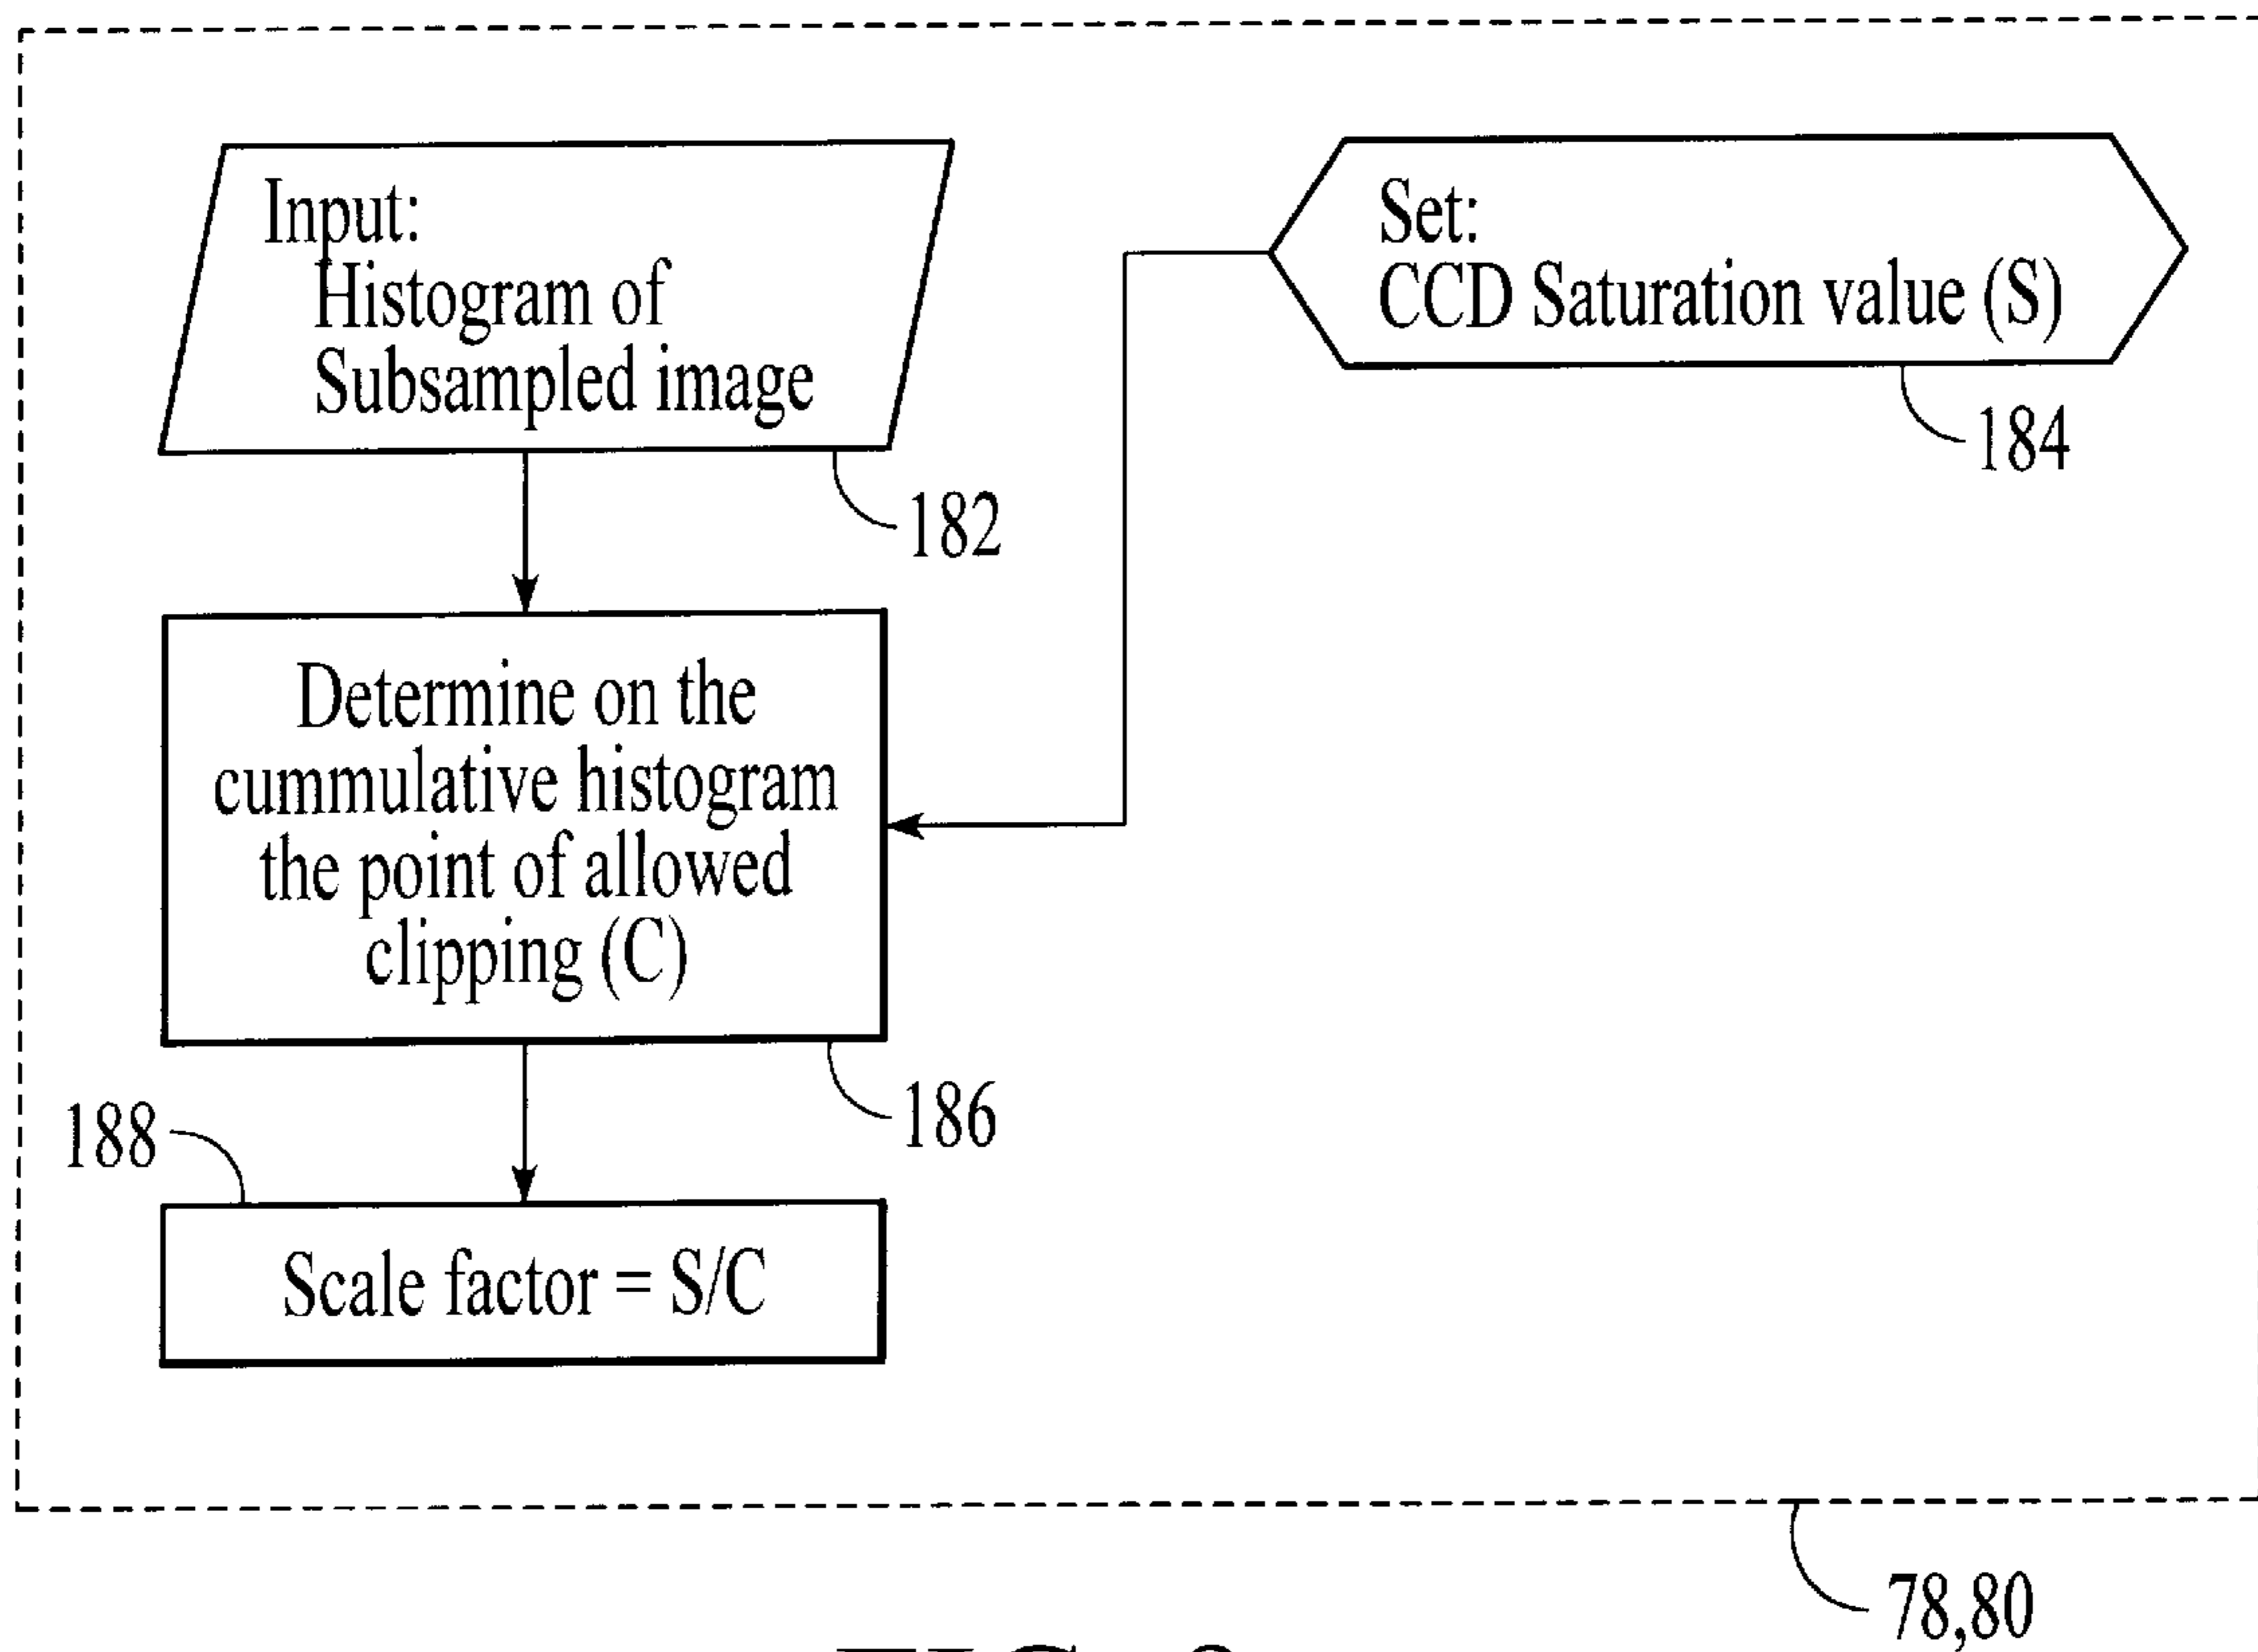 Input:
Histogram of
Subsampled image
182
Set:
CCD Saturation value (S)
184
Determine on the
cummulative histogram
the point of allowed
clipping (C)
186
188
Scale factor = S/C
78,80